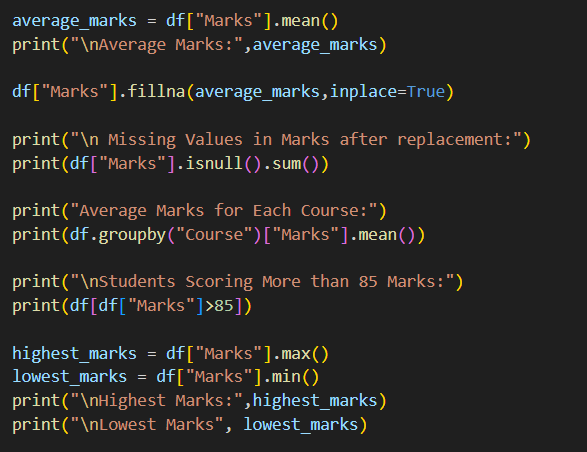 average_marks = df["Marks"].mean()
print("\nAverage Marks:",average_marks)
df["Marks"].fillna(average_marks,inplace=True)
print("\n Missing Values in Marks after replacement:")
print(df["Marks"].isnull().sum())
print("Average Marks for Each Course:")
print(df.groupby("Course")["Marks"].mean())
print("\nStudents Scoring More than 85 Marks:")
print(df[df["Marks"]>85])
highest_marks = df["Marks"].max()
lowest_marks = df["Marks"].min()
print("\nHighest Marks:",highest_marks)
print("\nLowest Marks", lowest_marks)